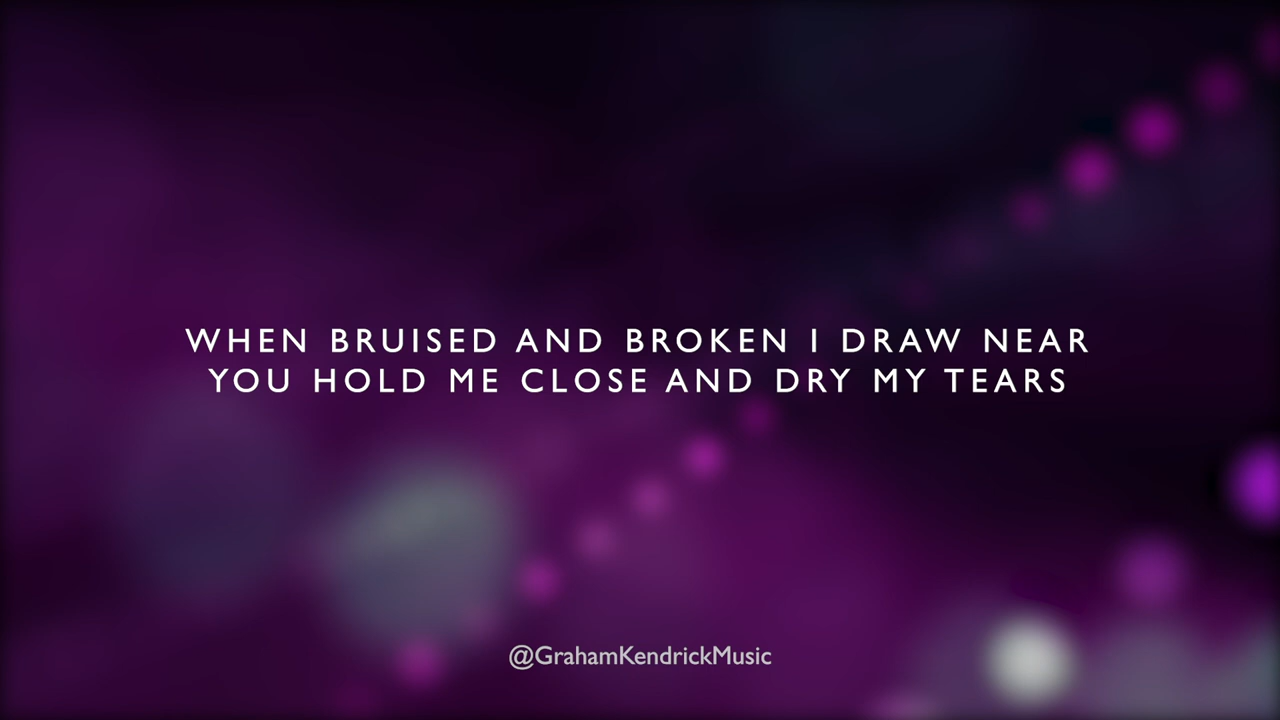 WHEN BRUISED AND BROKEN I DRAW NEAR
YOU HOLD ME CLOSE AND DRY MY TEARS
@GrahamKendrickMusic